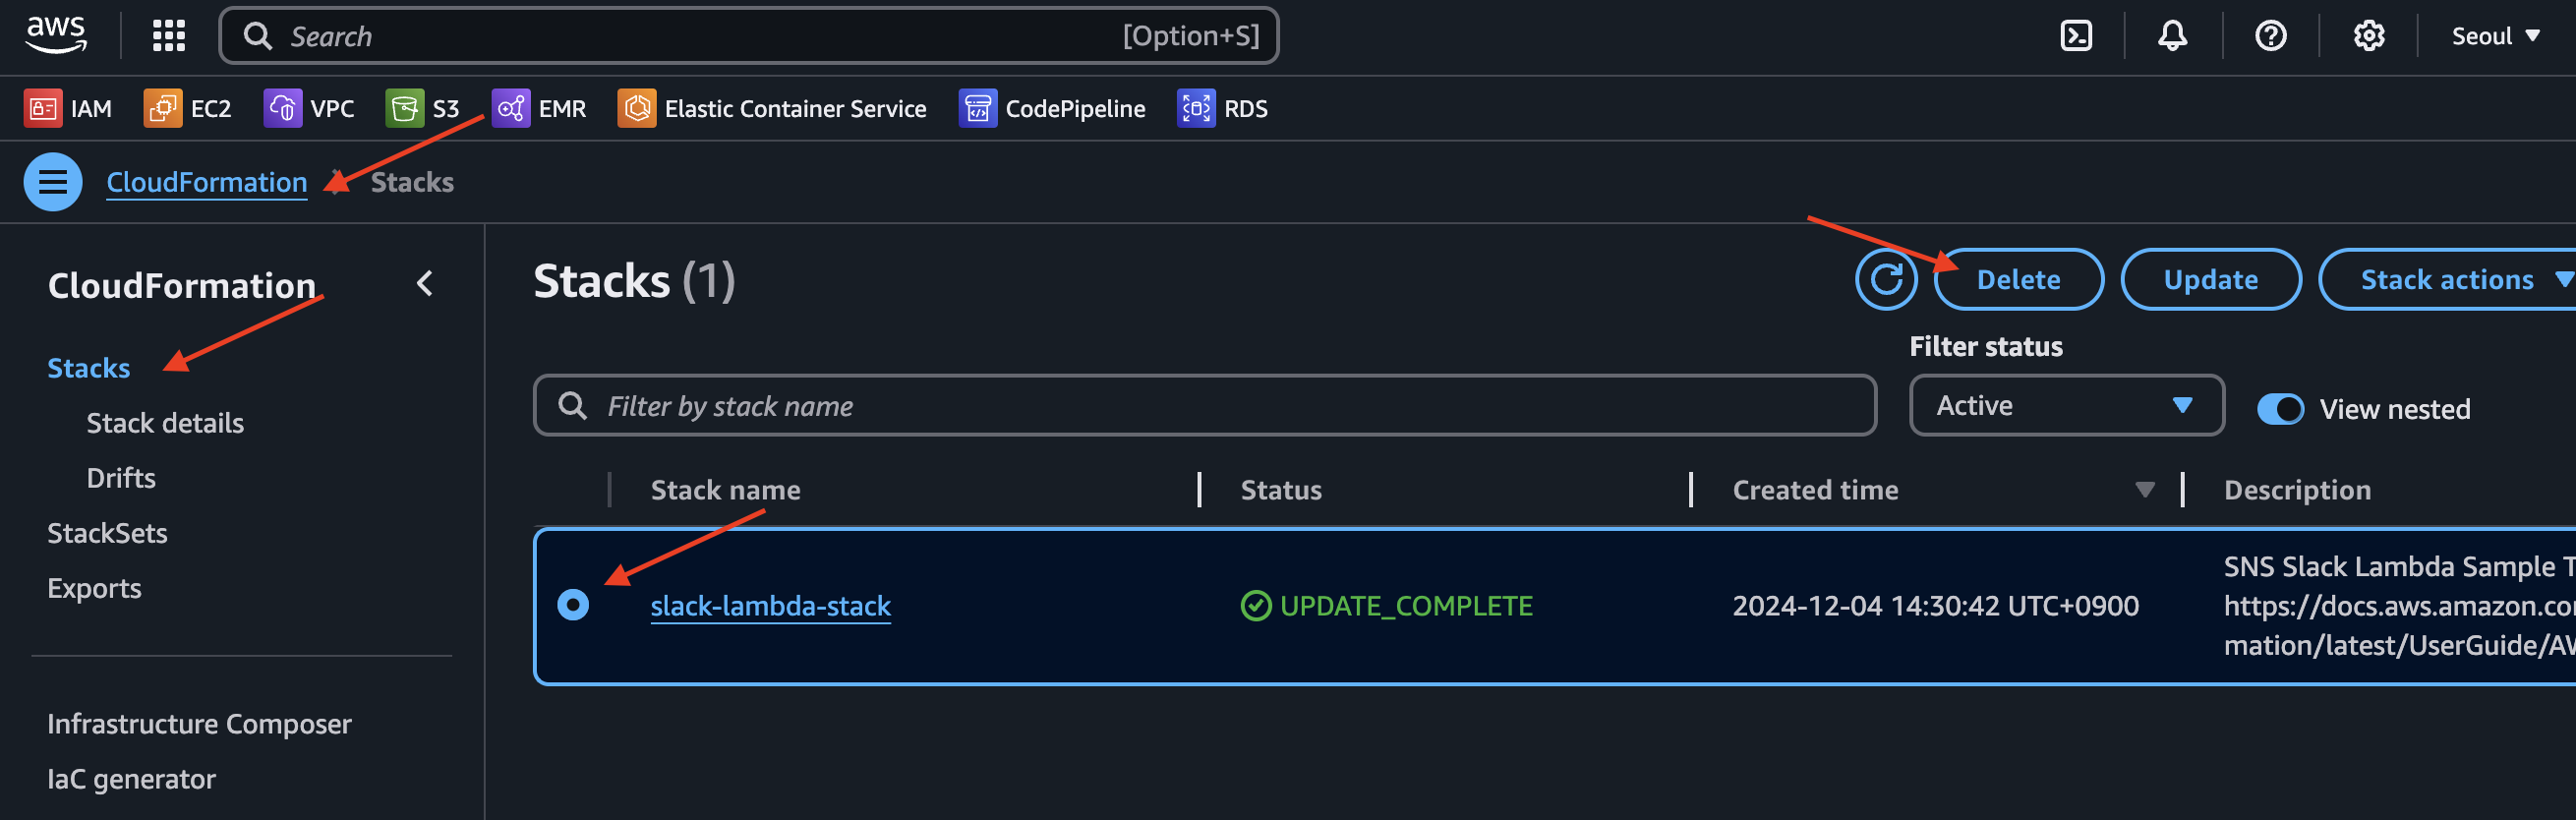 aws Search [Option+S] Seoul
IAM EC2 VPC S3 EMR Elastic Container Service CodePipeline RDS
CloudFormation Stacks
CloudFormation
Stacks
Stack details
Drifts
StackSets
Exports
Infrastructure Composer
IaC generator
Stacks (1)
Delete Update Stack actions
Filter status
Filter by stack name Active View nested
Stack name Status Created time Description
slack-lambda-stack UPDATE_COMPLETE 2024-12-04 14:30:42 UTC+0900
SNS Slack Lambda Sample T
https://docs.aws.amazon.co
mation/latest/UserGuide/A